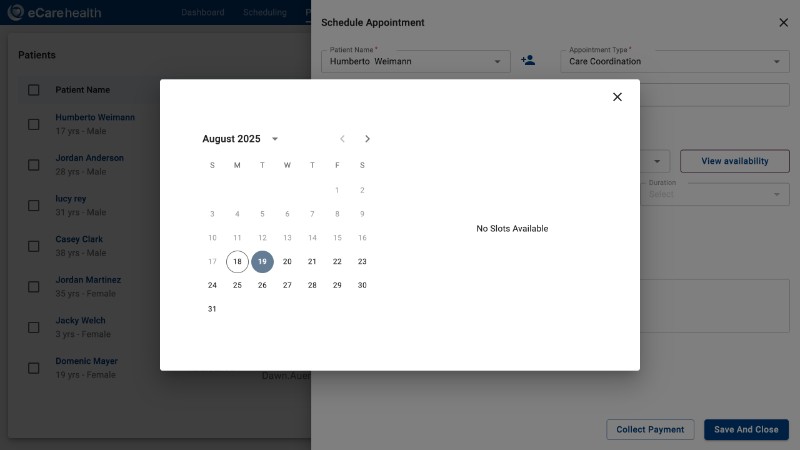 eCarehealth
Dashboard
Scheduling
Schedule Appointment
Patients
Patient Name *
Humberto Weimann
Appointment Type *
Care Coordination
Patient Name
Humberto Weimann
17 yrs - Male
Jordan Anderson
28 yrs - Male
lucy rey
31 yrs - Male
Casey Clark
38 yrs - Male
Jordan Martinez
35 yrs - Female
Jacky Welch
3 yrs - Female
Domenic Mayer
19 yrs - Female
View availability
Duration
Select
August 2025
S M T W T F S
1 2
3 4 5 6 7 8 9
10 11 12 13 14 15 16
17 18 19 20 21 22 23
24 25 26 27 28 29 30
31
No Slots Available
Collect Payment
Save And Close